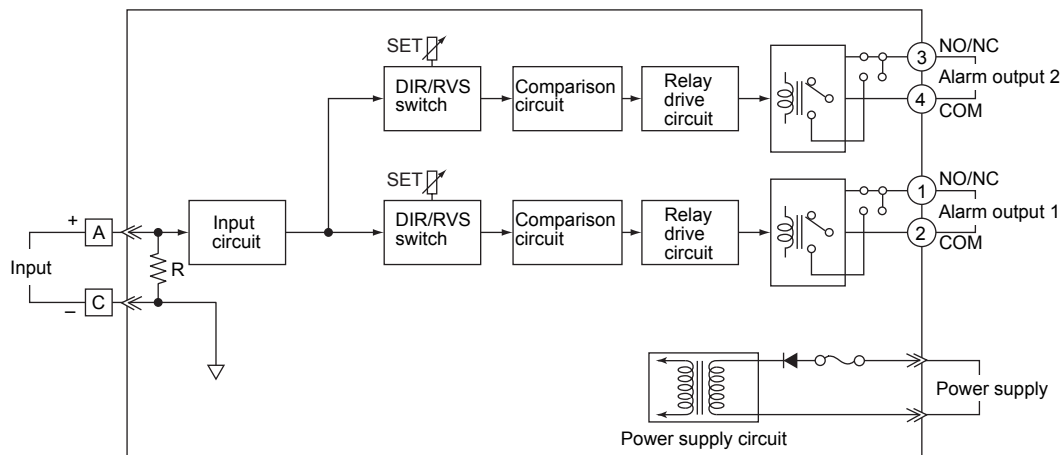 SET
DIR/RVS
switch
Comparison
circuit
Relay
drive
circuit
3
NO/NC
Alarm output 2
4
COM
SET
DIR/RVS
switch
Comparison
circuit
Relay
drive
circuit
1
NO/NC
Alarm output 1
2
COM
+
A
Input
circuit
Input
R
–
C
Power supply
Power supply circuit